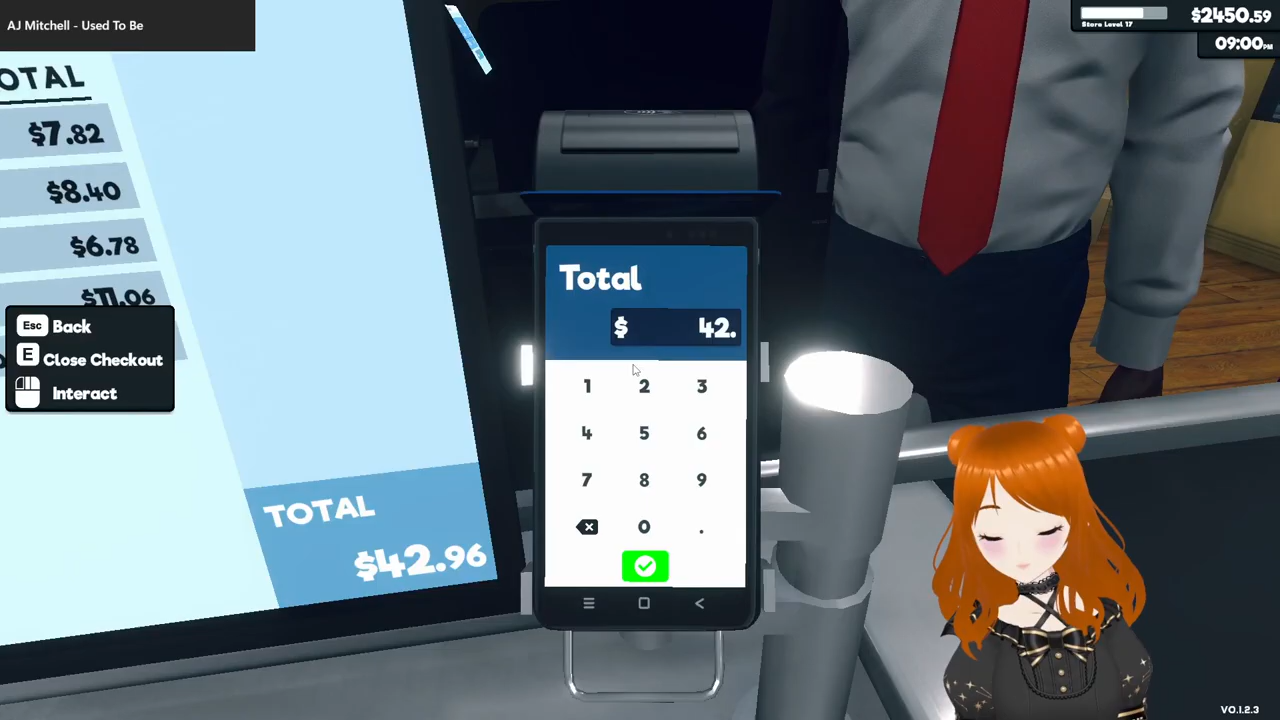 AJ Mitchell - Used To Be
Store Level 17
$2450.59
09:00PM
OTAL
$7.82
$8.40
$6.78
$11.06
Esc Back
E Close Checkout
Interact
TOTAL
$42.96
Total
$ 42.
1 2 3
4 5 6
7 8 9
0 .
V0.1.2.3